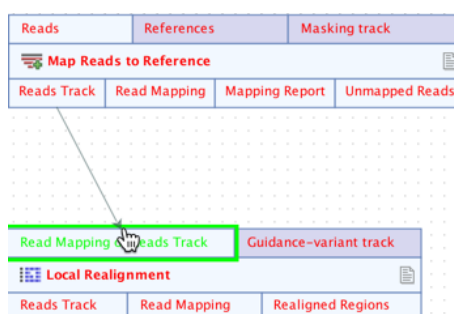 Reads References Masking track
Map Reads to Reference
Reads Track Read Mapping Mapping Report Unmapped Reads
Read Mapping eads Track Guidance-variant track
Local Realignment
Reads Track Read Mapping Realigned Regions